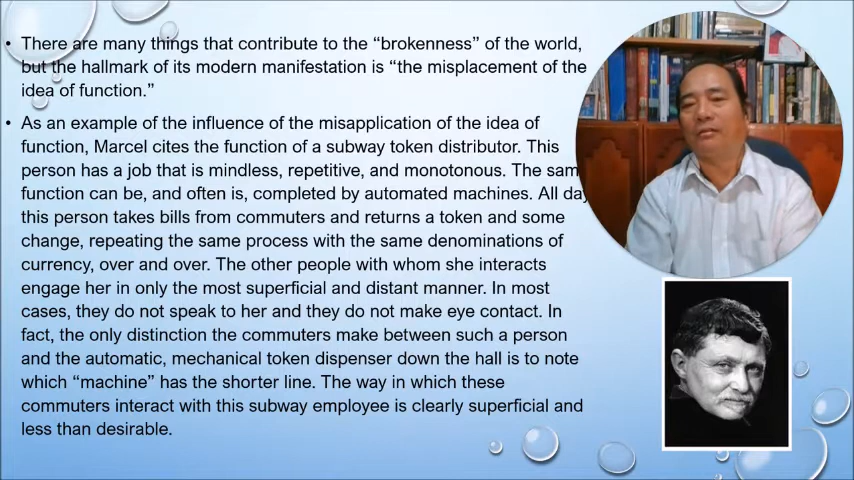 • There are many things that contribute to the “brokenness” of the world,
but the hallmark of its modern manifestation is “the misplacement of the
idea of function.”
• As an example of the influence of the misapplication of the idea of
function, Marcel cites the function of a subway token distributor. This
person has a job that is mindless, repetitive, and monotonous. The sam
function can be, and often is, completed by automated machines. All day
this person takes bills from commuters and returns a token and some
change, repeating the same process with the same denominations of
currency, over and over. The other people with whom she interacts
engage her in only the most superficial and distant manner. In most
cases, they do not speak to her and they do not make eye contact. In
fact, the only distinction the commuters make between such a person
and the automatic, mechanical token dispenser down the hall is to note
which “machine” has the shorter line. The way in which these
commuters interact with this subway employee is clearly superficial and
less than desirable.